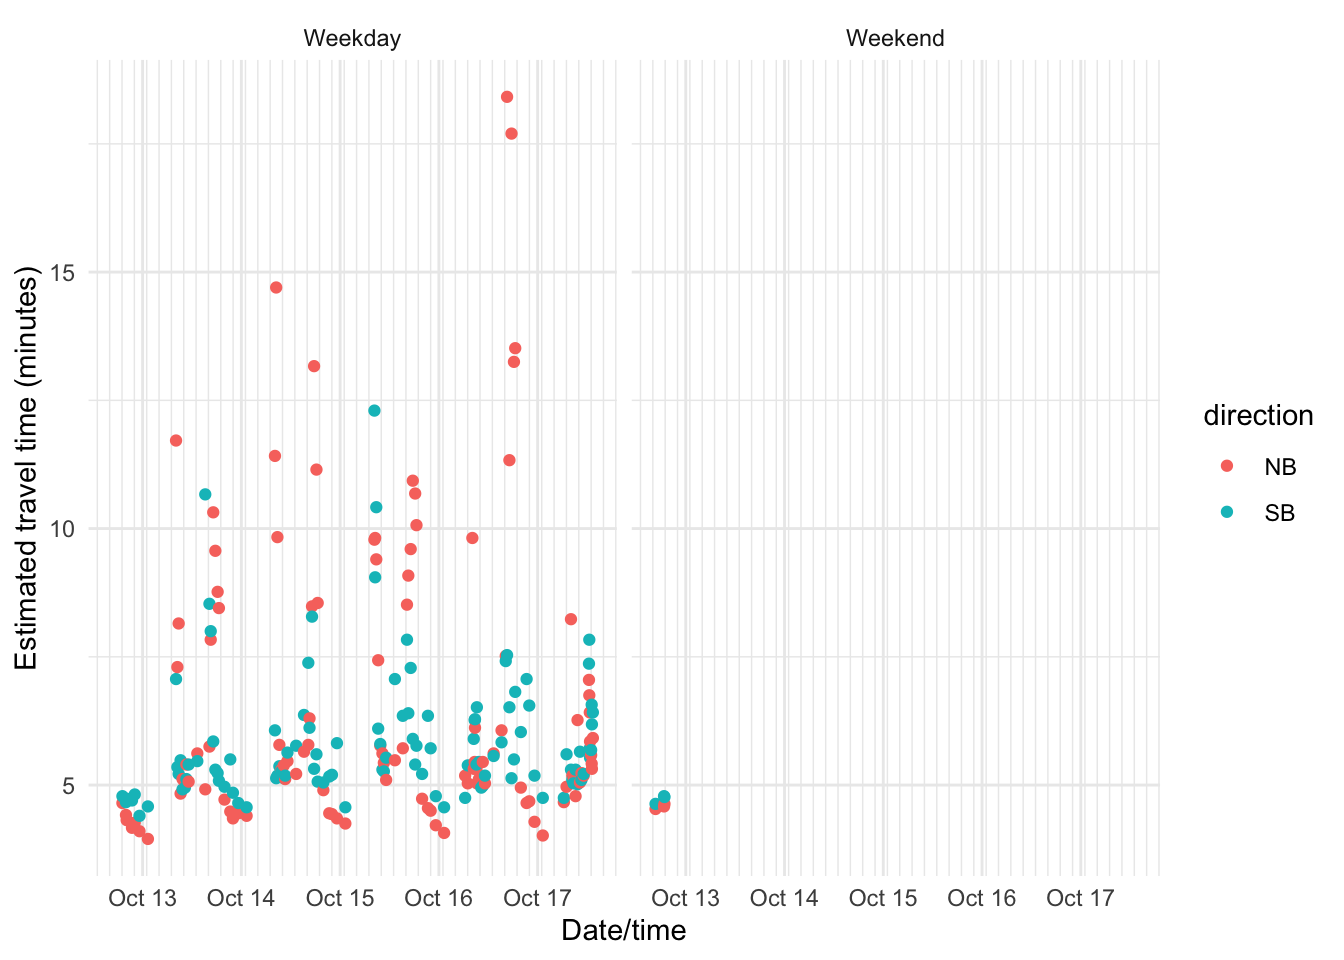 Weekday
Weekend
Estimated travel time (minutes)
15
10
5
Oct 13
Oct 14
Oct 15
Oct 16
Oct 17
Oct 13
Oct 14
Oct 15
Oct 16
Oct 17
Date/time
direction
NB
SB